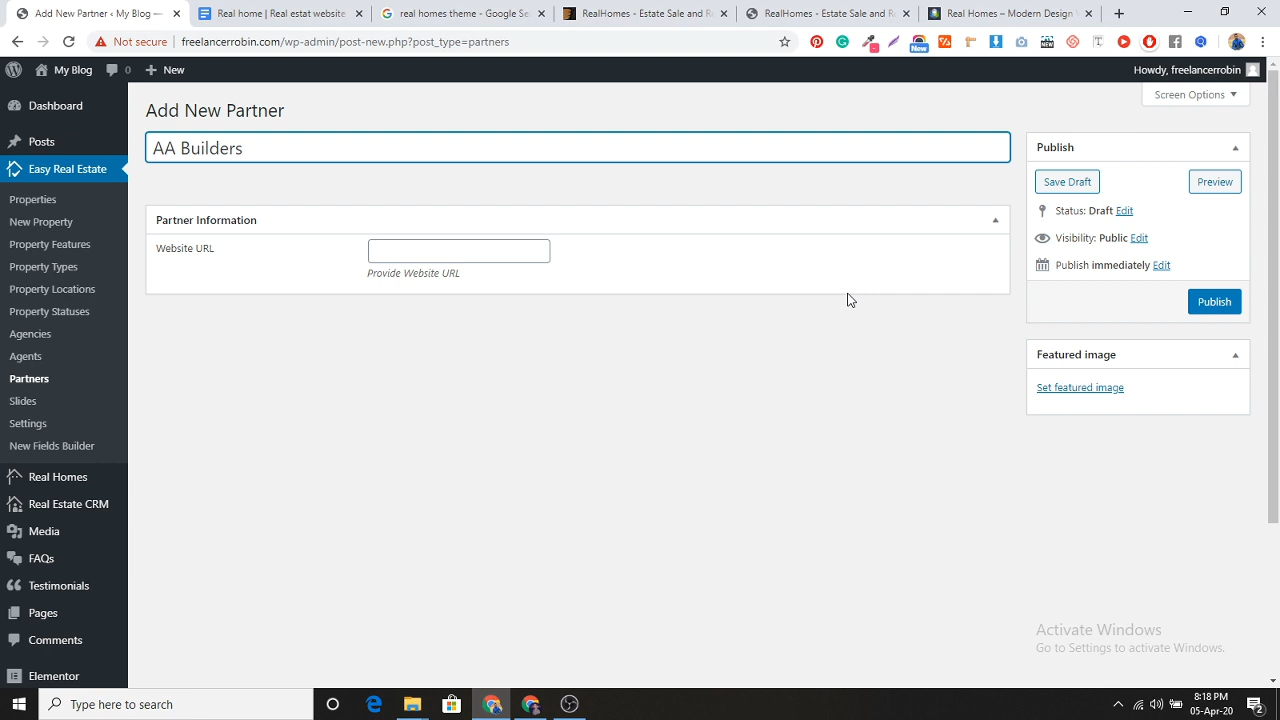 Add New Partner ‹ My Blog —
Real home | Real estat website
real homes theme - Google Se
RealHomes - Estate Sale and R
RealHomes - Estate Sale and R
Real Homes – Modern Design
Not secure
freelancerrobin.com/wp-admin/post-new.php?post_type=partners
My Blog
0
New
Howdy, freelancerrobin
Screen Options
Add New Partner
AA Builders
Partner Information
Website URL
Provide Website URL
Publish
Save Draft
Preview
Status: Draft Edit
Visibility: Public Edit
Publish immediately Edit
Publish
Featured image
Set featured image
Dashboard
Posts
Easy Real Estate
Properties
New Property
Property Features
Property Types
Property Locations
Property Statuses
Agencies
Agents
Partners
Slides
Settings
New Fields Builder
Real Homes
Real Estate CRM
Media
FAQs
Testimonials
Pages
Comments
Elementor
Activate Windows
Go to Settings to activate Windows.
Type here to search
8:18 PM
05-Apr-20
2